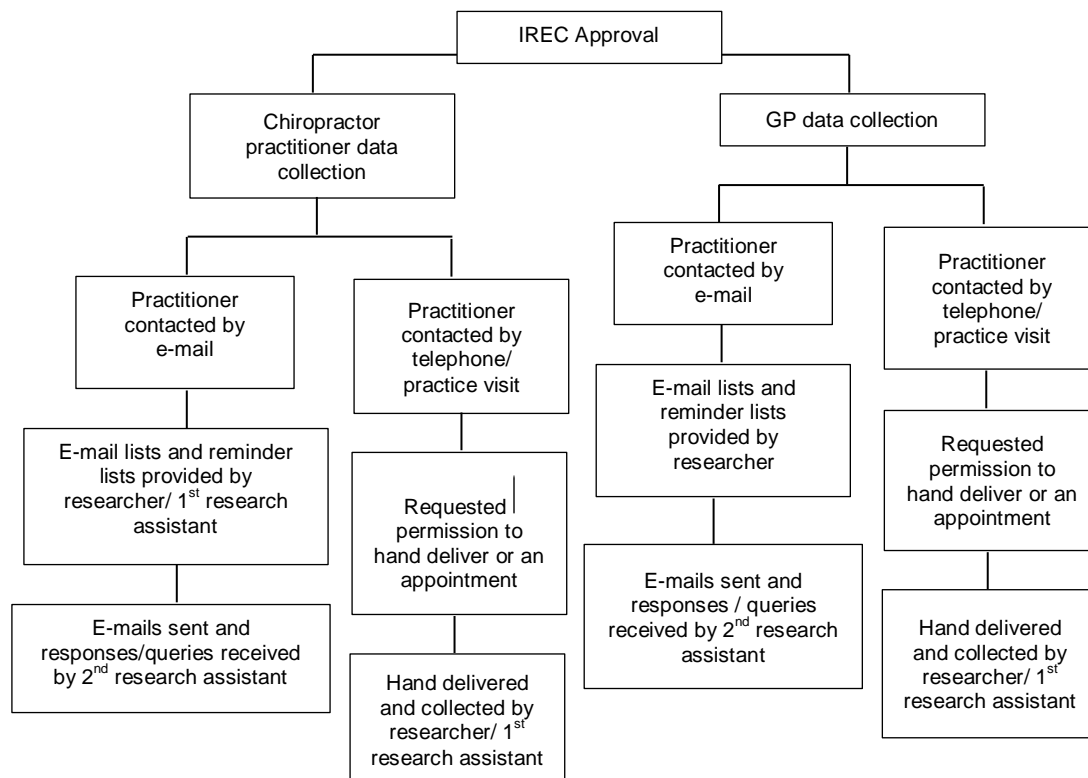 IREC Approval
Chiropractor
practitioner data
collection
GP data collection
Practitioner
contacted by
e-mail
Practitioner
contacted by
telephone/
practice visit
Practitioner
contacted by
e-mail
Practitioner
contacted by
telephone/
practice visit
E-mail lists and reminder
lists provided by
researcher/ 1st research
assistant
Requested
permission to
hand deliver or an
appointment
E-mail lists and
reminder lists
provided by
researcher
Requested
permission to
hand deliver or an
appointment
E-mails sent and
responses/queries received
by 2nd research assistant
Hand delivered
and collected by
researcher/ 1st
research assistant
E-mails sent and
responses / queries
received by 2nd research
assistant
Hand delivered
and collected by
researcher/ 1st
research assistant